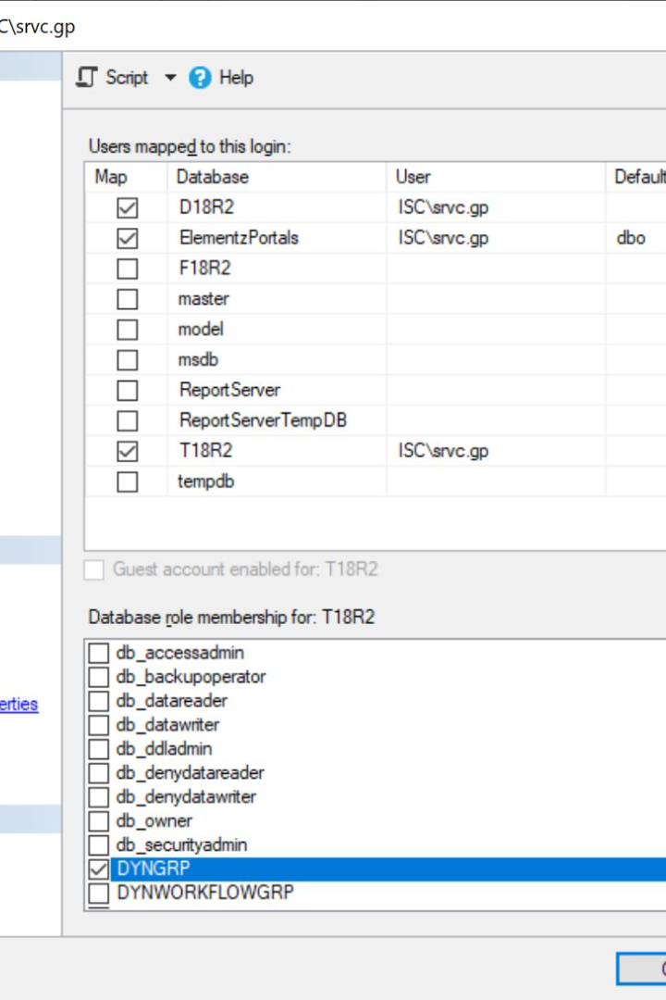 C\srvc.gp
Script Help
Users mapped to this login:
Map Database User Default
D18R2 ISC\srvc.gp
ElementzPortals ISC\srvc.gp dbo
F18R2
master
model
msdb
ReportServer
ReportServerTempDB
T18R2 ISC\srvc.gp
tempdb
Guest account enabled for: T18R2
Database role membership for: T18R2
db_accessadmin
db_backupoperator
db_datareader
erties
db_datawriter
db_ddladmin
db_denydatareader
db_denydatawriter
db_owner
db_securityadmin
DYNGRP
DYNWORKFLOWGRP